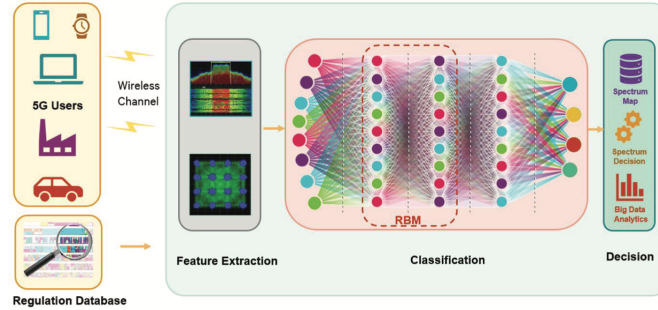 5G Users
Wireless
Channel
Regulation Database
Feature Extraction
RBM
Classification
Spectrum
Map
Spectrum
Decision
Big Data
Analytics
Decision